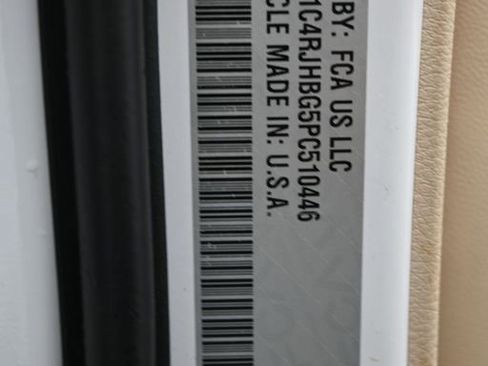 BY: FCA US LLC
1C4RJHBG5PC510446
CLE MADE IN: U.S.A.